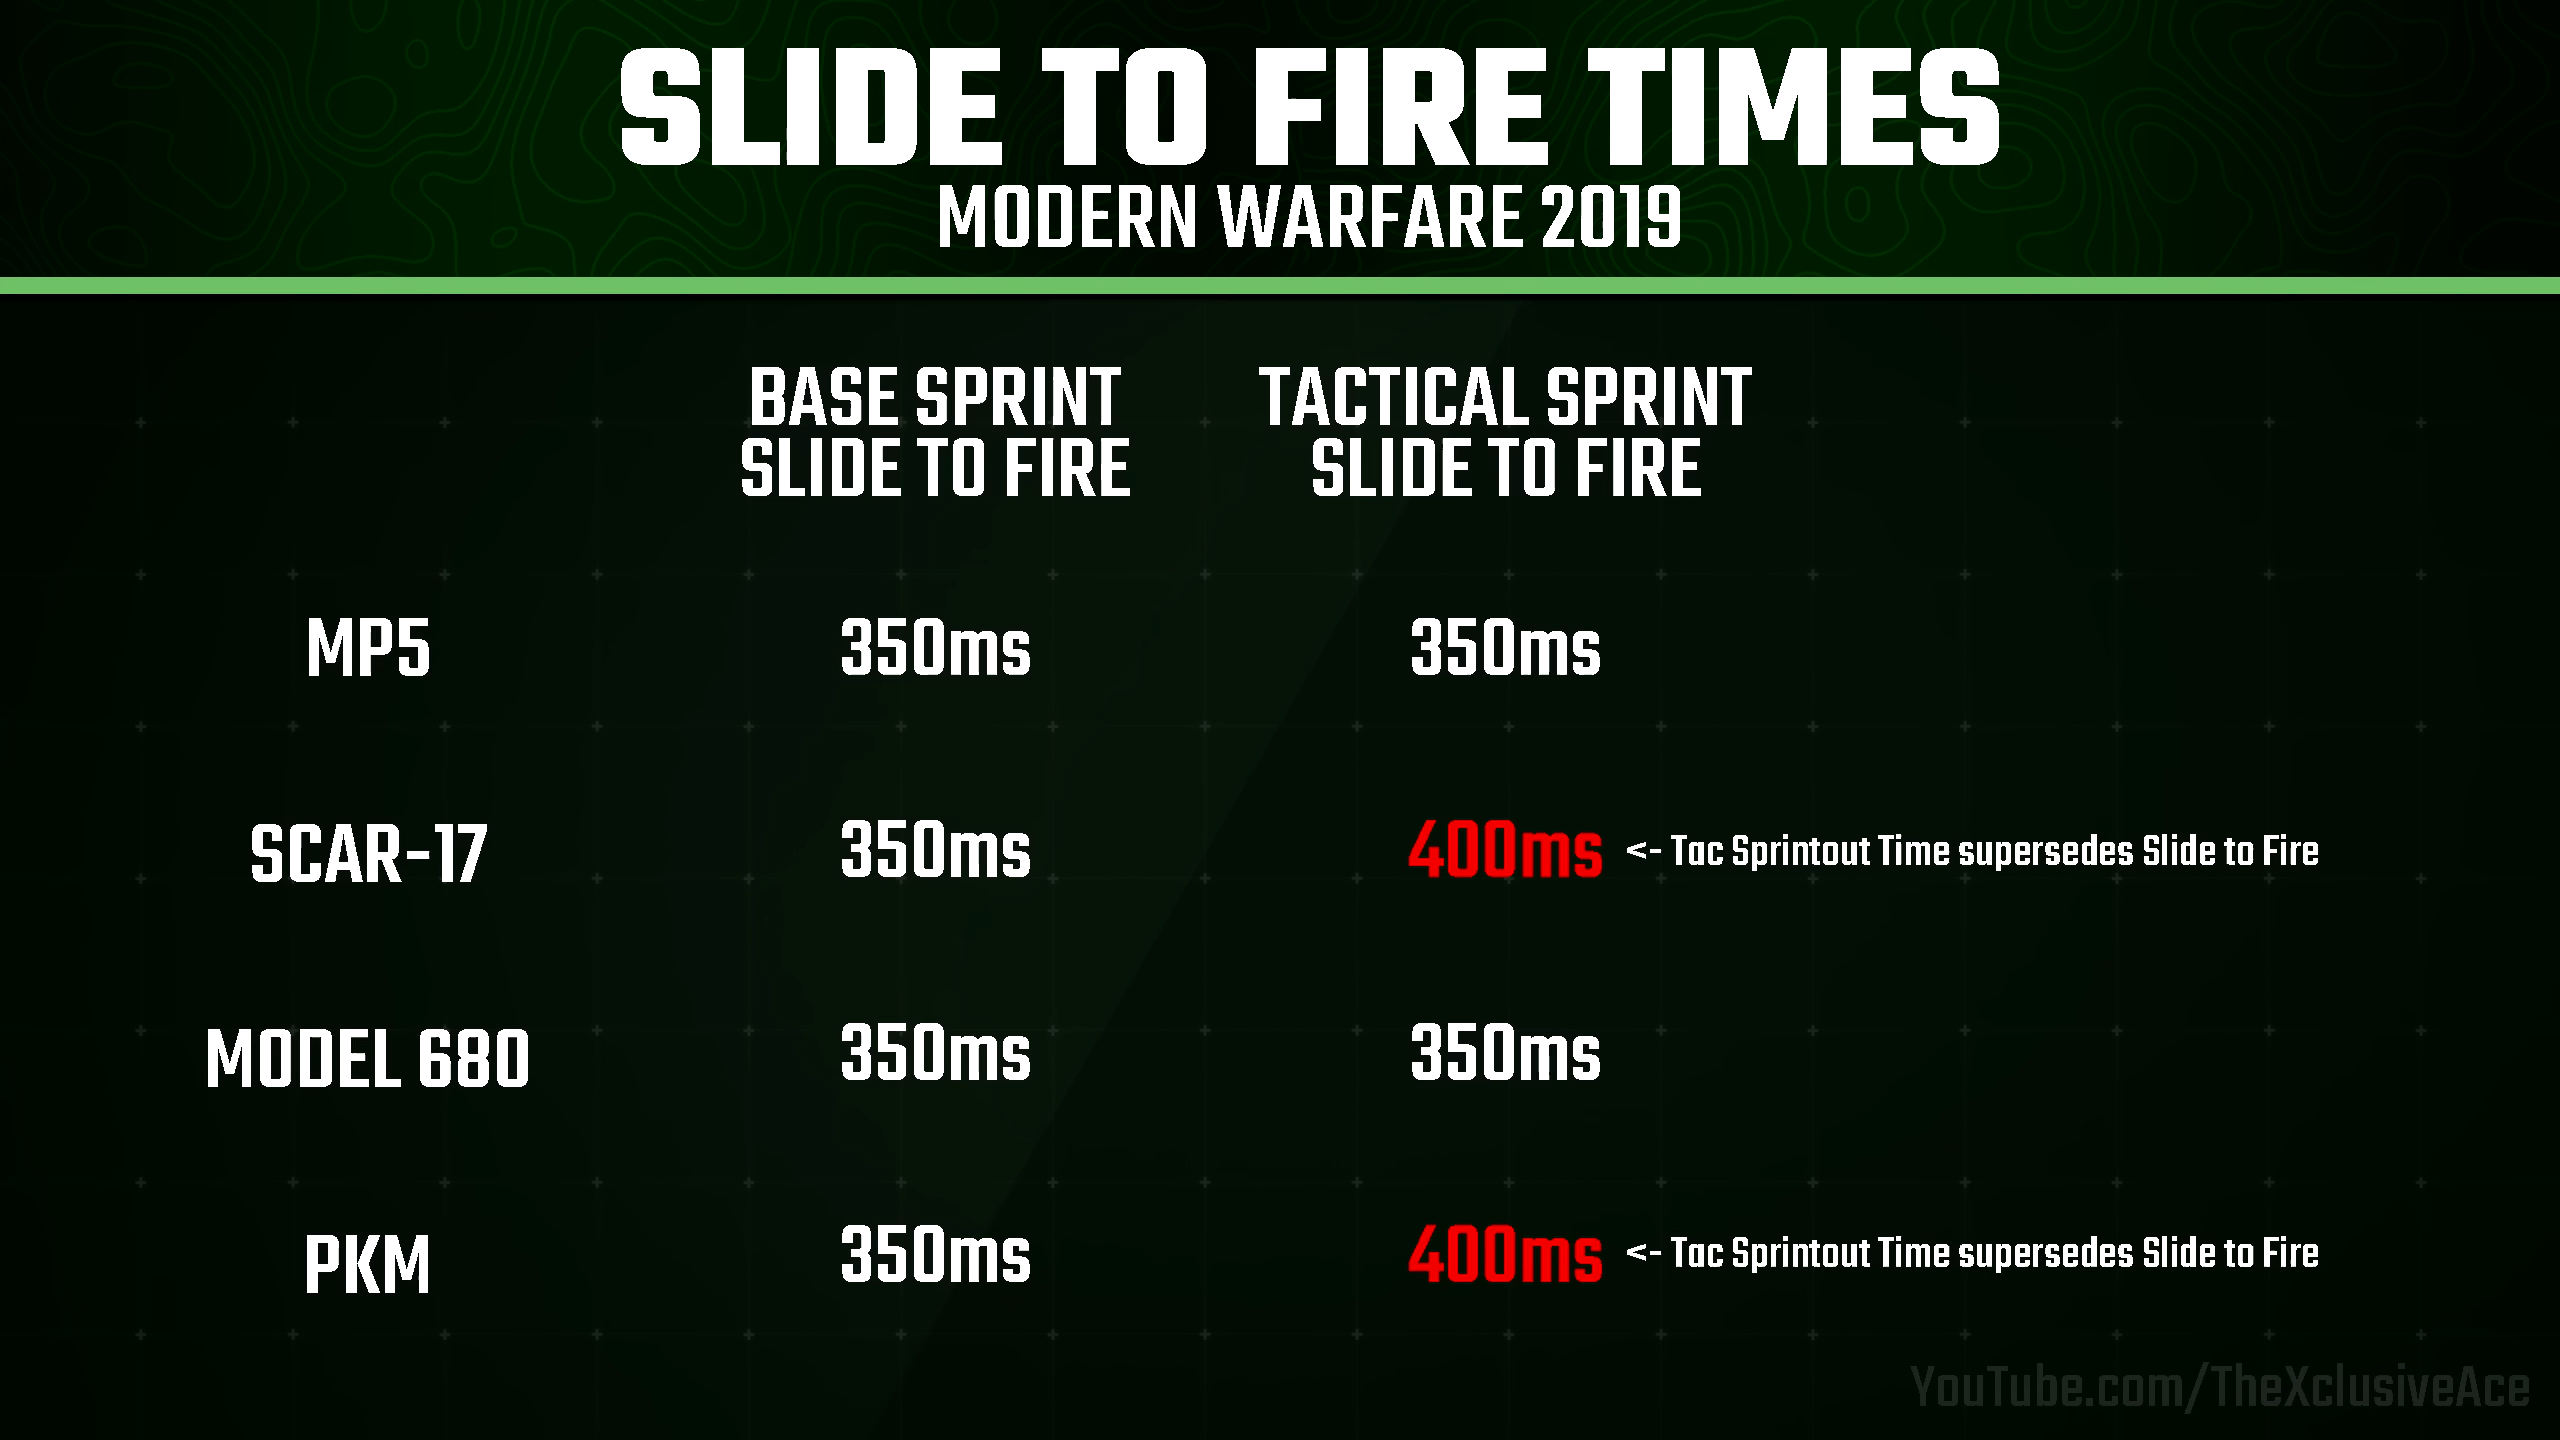 SLIDE TO FIRE TIMES
MODERN WARFARE 2019
BASE SPRINT
SLIDE TO FIRE
TACTICAL SPRINT
SLIDE TO FIRE
MP5 350ms 350ms
SCAR-17 350ms 400ms <- Tac Sprintout Time supersedes Slide to Fire
MODEL 680 350ms 350ms
PKM 350ms 400ms <- Tac Sprintout Time supersedes Slide to Fire
YouTube.com/TheXclusiveAce